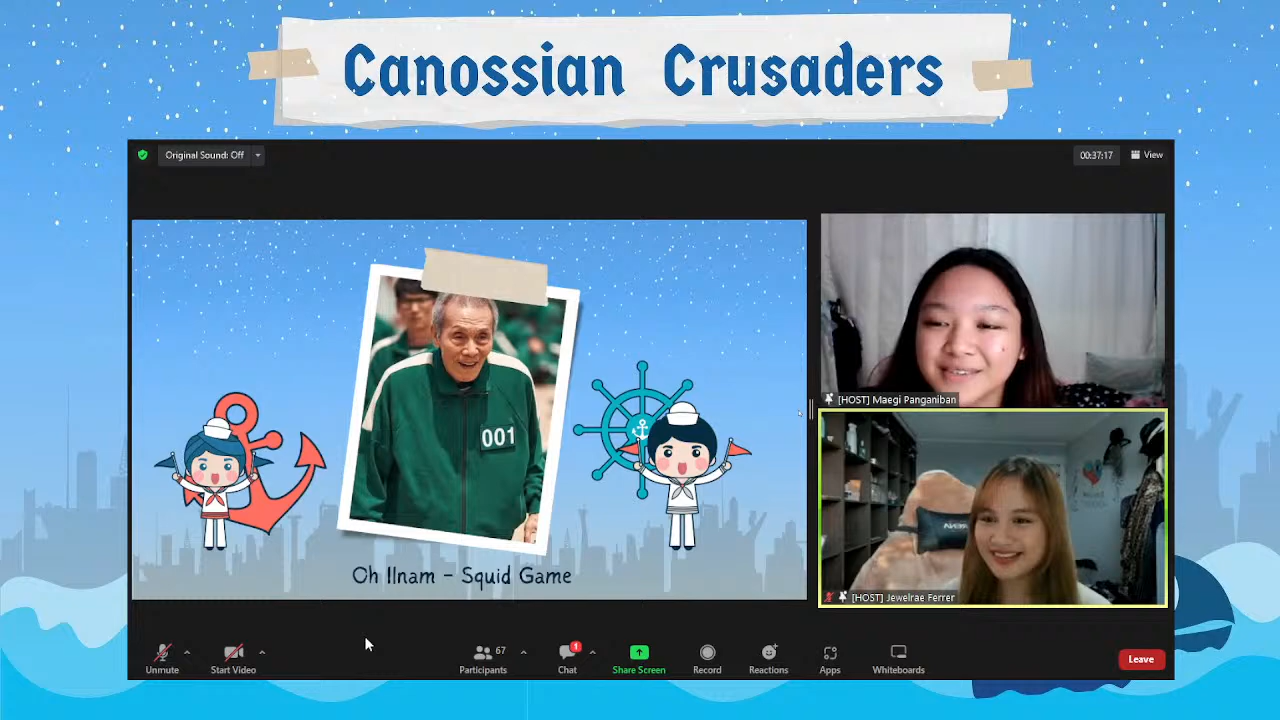 Canossian Crusaders
Original Sound: Off
00:37:17
View
001
Oh Ilnam - Squid Game
[HOST] Maegi Panganiban
[HOST] Jewelrae Ferrer
Unmute
Start Video
67
Participants
1
Chat
Share Screen
Record
Reactions
Apps
Whiteboards
Leave